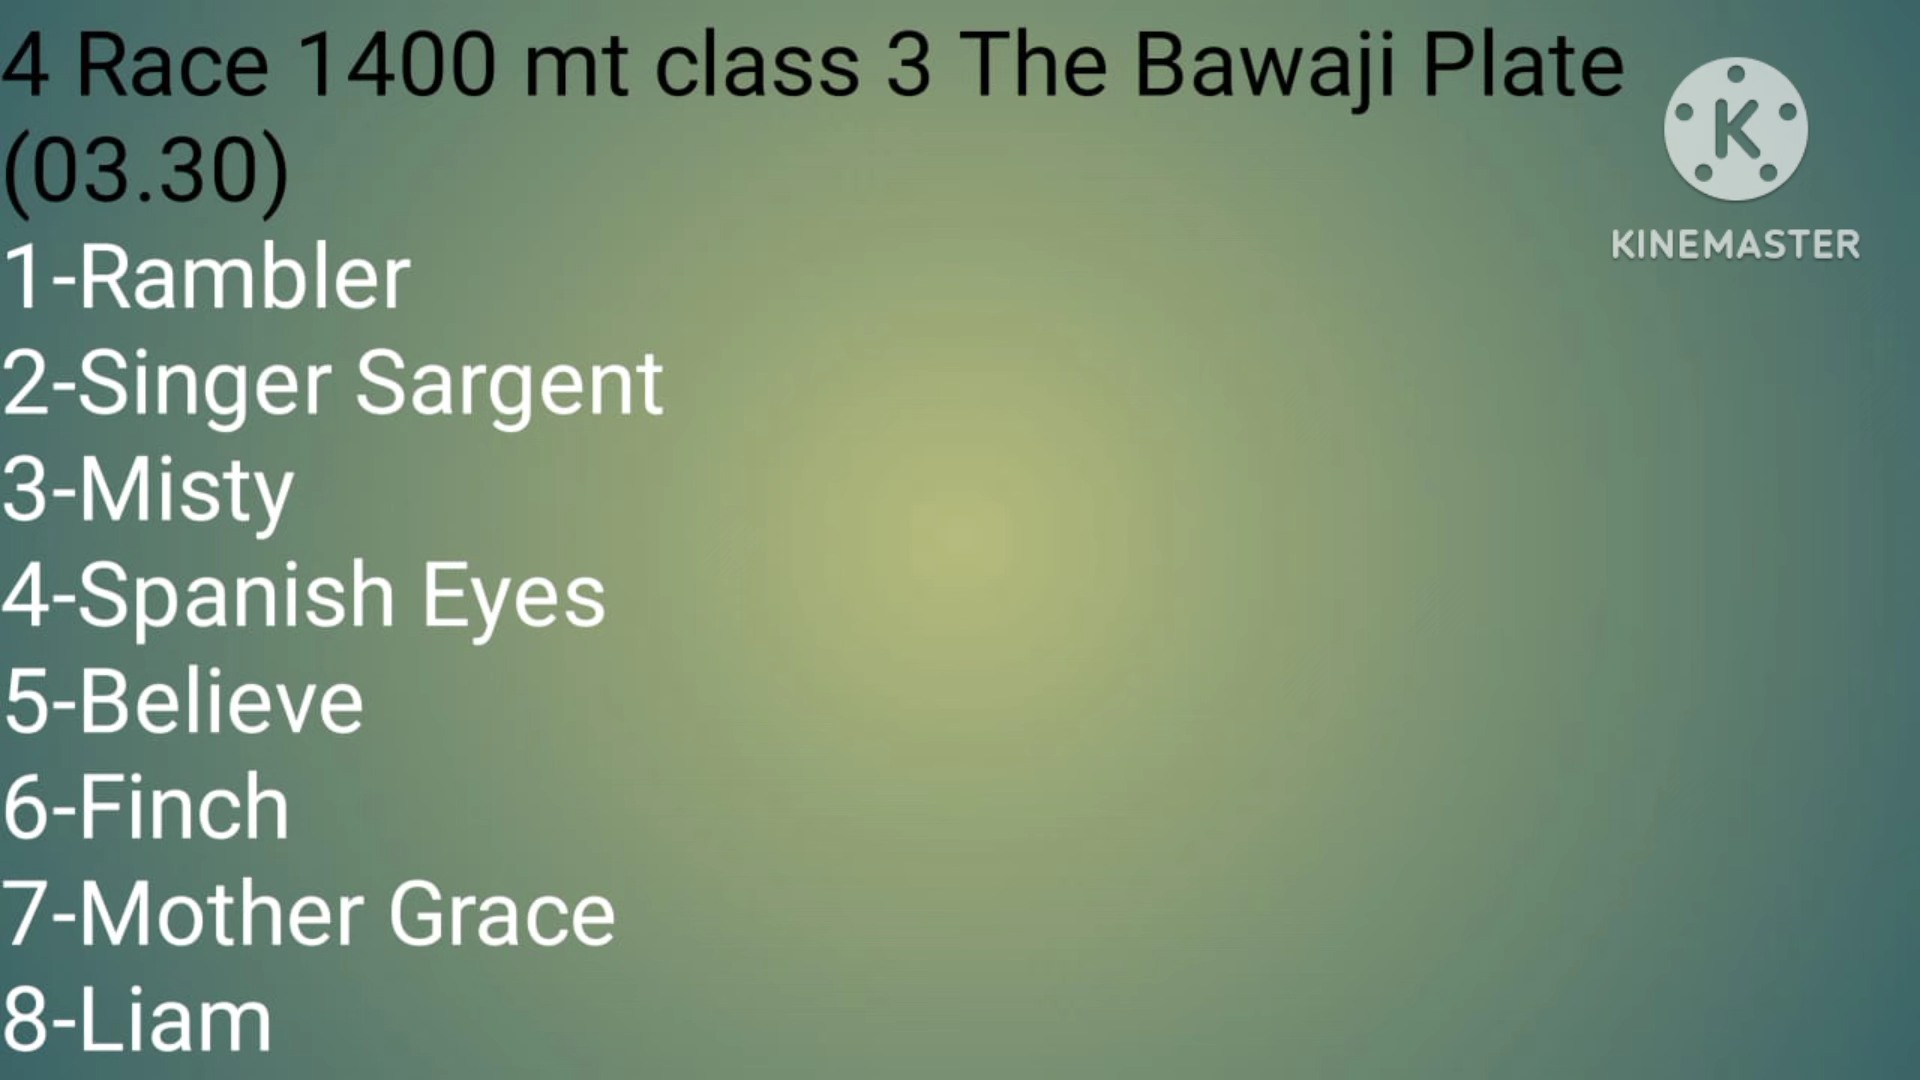 4 Race 1400 mt class 3 The Bawaji Plate
(03.30)
1-Rambler
2-Singer Sargent
3-Misty
4-Spanish Eyes
5-Believe
6-Finch
7-Mother Grace
8-Liam
K
KINEMASTER